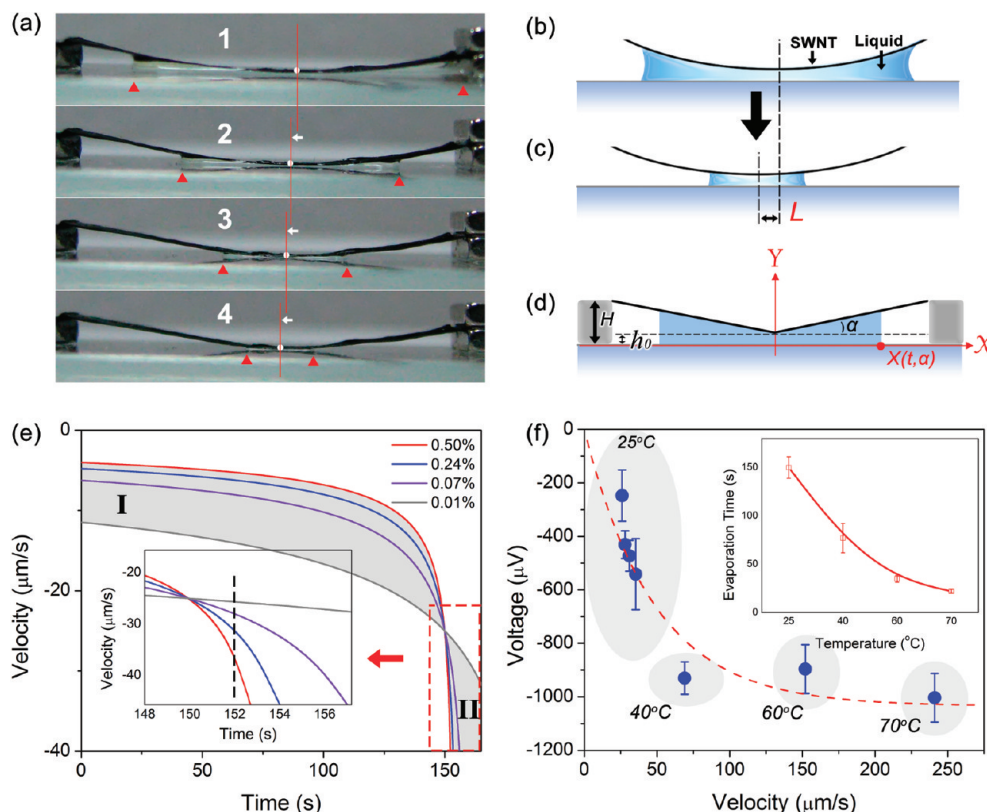 (a)
1
2
3
4
(b)
SWNT
Liquid
(c)
L
(d)
Y
H
h₀
α
X
X(t,α)
(e)
0
-20
-40
Velocity (μm/s)
0
50
100
150
Time (s)
0.50%
0.24%
0.07%
0.01%
I
II
-20
-30
-40
Velocity (μm/s)
148
150
152
154
156
Time (s)
(f)
0
-200
-400
-600
-800
-1000
-1200
Voltage (μV)
0
50
100
150
200
250
Velocity (μm/s)
25°C
40°C
60°C
70°C
150
100
50
0
Evaporation Time (s)
25
40
60
70
Temperature (°C)